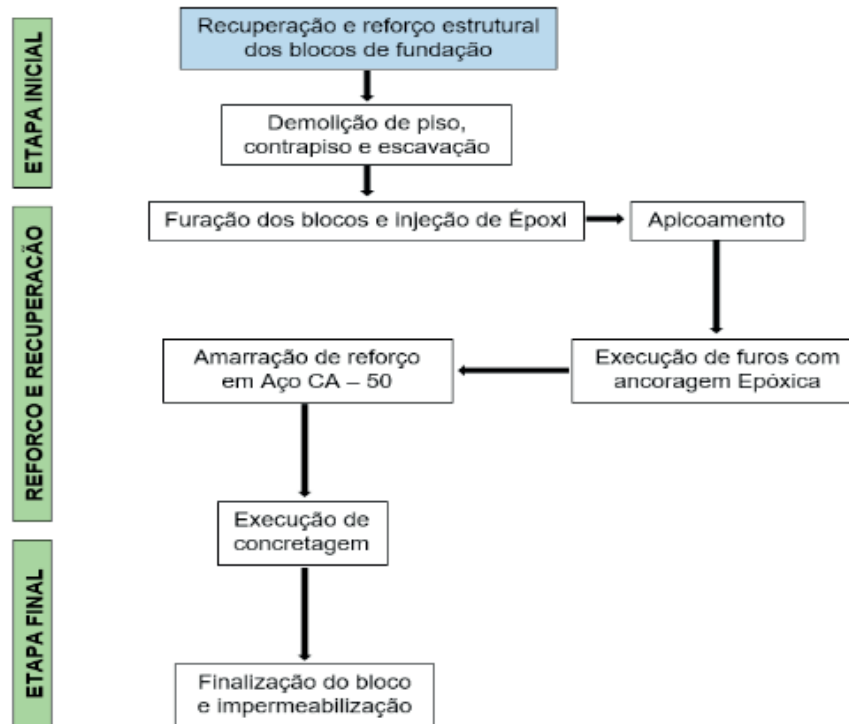 ETAPA INICIAL
Recuperação e reforço estrutural
dos blocos de fundação
Demolição de piso,
contrapiso e escavação
REFORCO E RECUPERACÃO
Furação dos blocos e injeção de Époxi
Apicoamento
Amarração de reforço
em Aço CA – 50
Execução de furos com
ancoragem Epóxica
Execução de
concretagem
ETAPA FINAL
Finalização do bloco
e impermeabilização